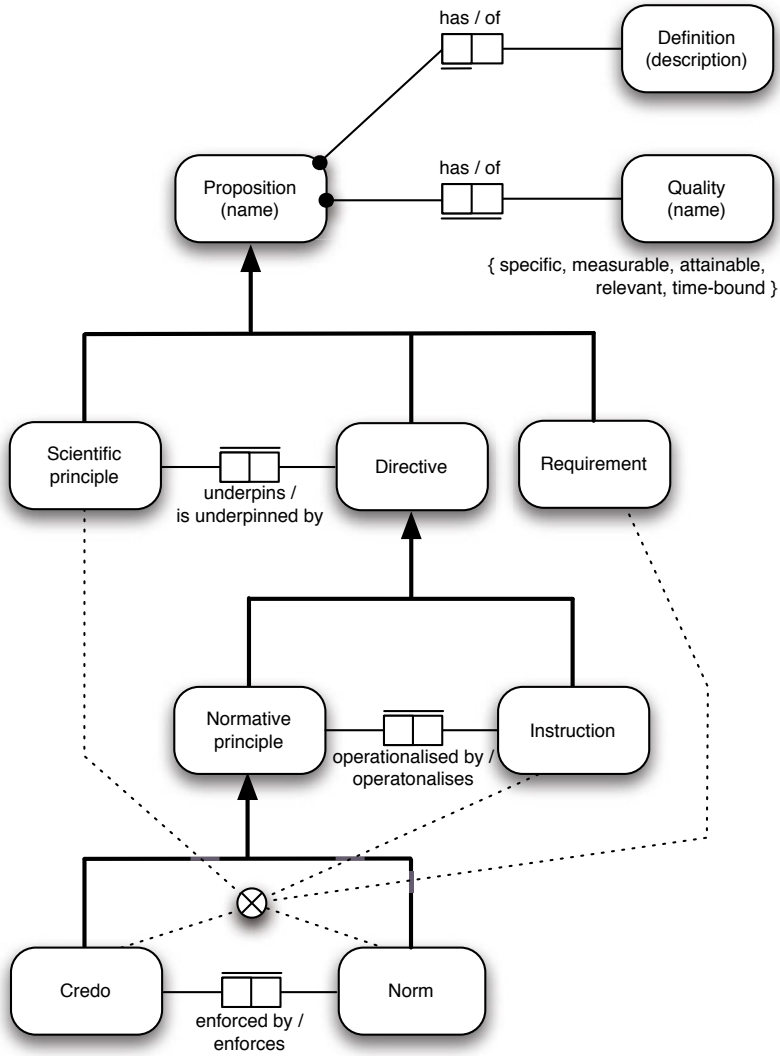 has / of
Definition
(description)
has / of
Proposition
(name)
Quality
(name)
{ specific, measurable, attainable,
relevant, time-bound }
Scientific
principle
Directive
Requirement
underpins /
is underpinned by
Normative
principle
Instruction
operationalised by /
operatonalises
Credo
Norm
enforced by /
enforces